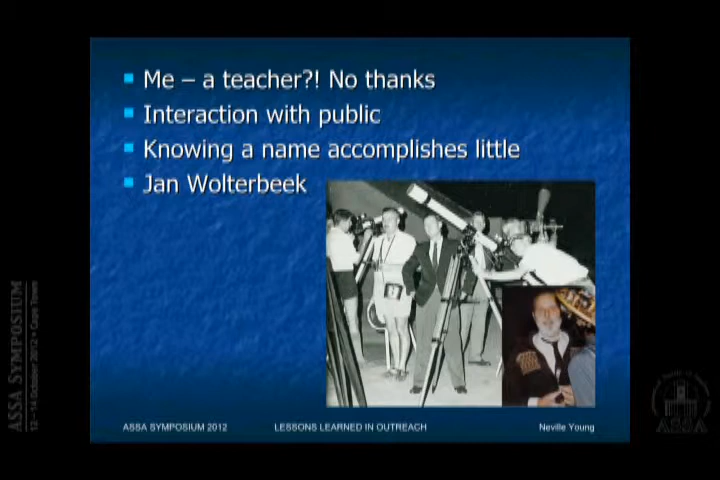 Me – a teacher?! No thanks
Interaction with public
Knowing a name accomplishes little
Jan Wolterbeek
ASSA SYMPOSIUM 2012
LESSONS LEARNED IN OUTREACH
Neville Young
ASSA SYMPOSIUM
12-14 October 2012 • Cape Town
ASSA